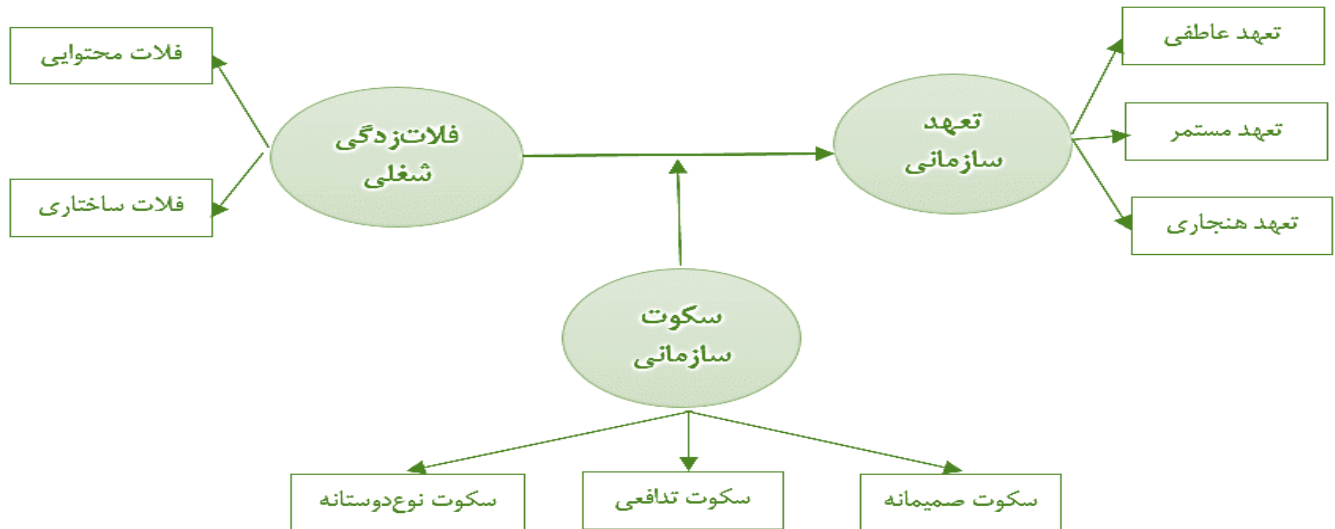 تعهد عاطفی
فلات محتوایی
تعهد
سازمانی
فلات‌زدگی
شغلی
تعهد مستمر
فلات ساختاری
تعهد هنجاری
سکوت
سازمانی
سکوت صمیمانه
سکوت تدافعی
سکوت نوع‌دوستانه